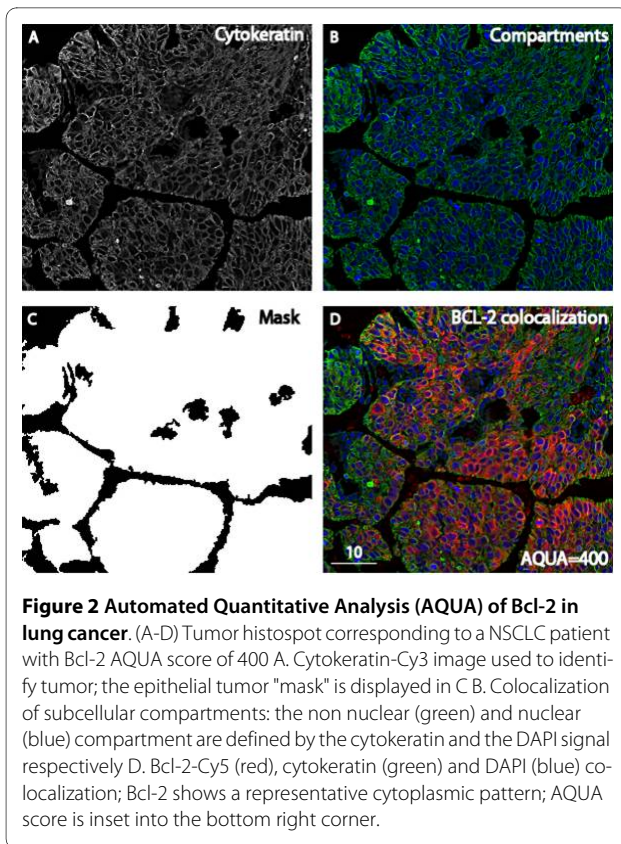 A
Cytokeratin
B
Compartments
C
Mask
D
BCL-2 colocalization
10
AQUA=400
Figure 2 Automated Quantitative Analysis (AQUA) of Bcl-2 in
lung cancer. (A-D) Tumor histospot corresponding to a NSCLC patient
with Bcl-2 AQUA score of 400 A. Cytokeratin-Cy3 image used to identi-
fy tumor; the epithelial tumor "mask" is displayed in C B. Colocalization
of subcellular compartments: the non nuclear (green) and nuclear
(blue) compartment are defined by the cytokeratin and the DAPI signal
respectively D. Bcl-2-Cy5 (red), cytokeratin (green) and DAPI (blue) co-
localization; Bcl-2 shows a representative cytoplasmic pattern; AQUA
score is inset into the bottom right corner.